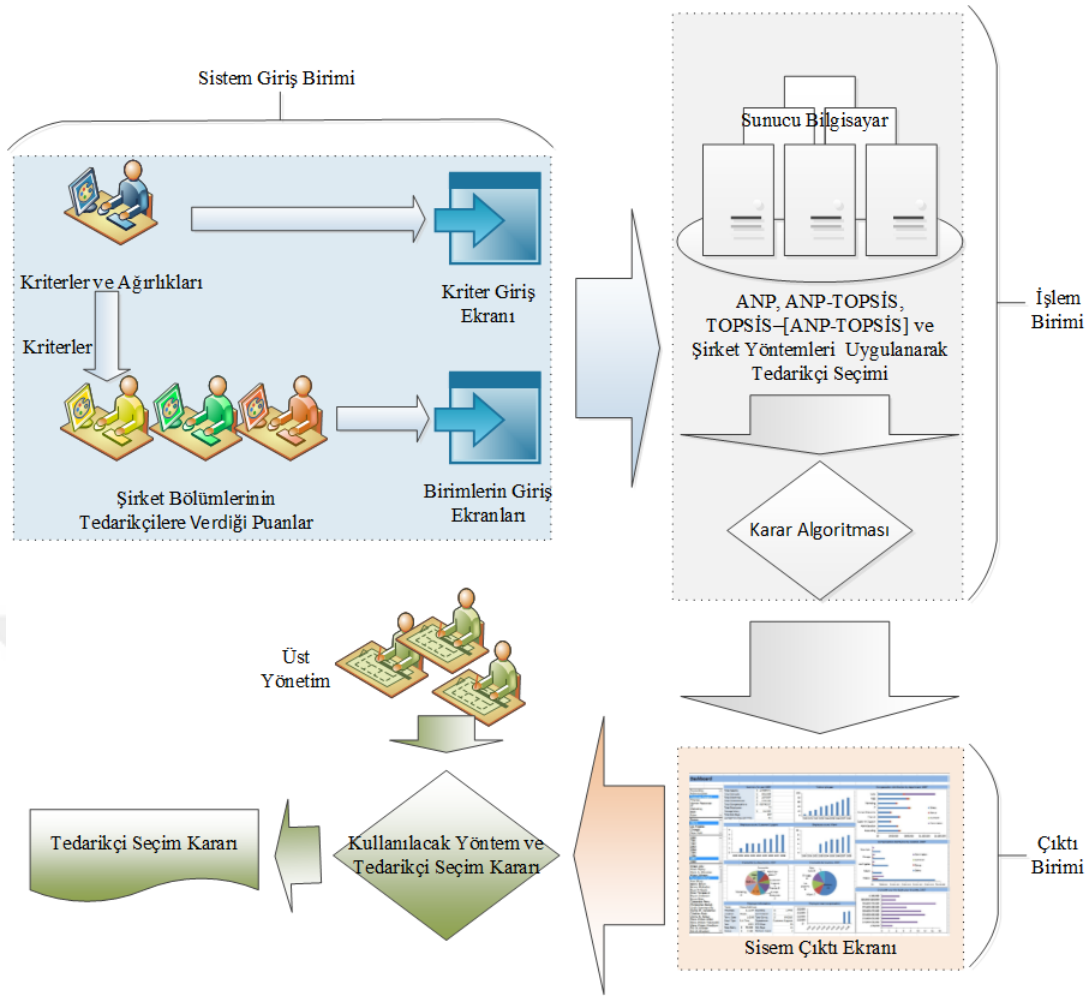 Sistem Giriş Birimi
Kriterler ve Ağırlıkları
Kriter Giriş
Ekranı
Kriterler
Şirket Bölümlerinin
Tedarikçilere Verdiği Puanlar
Birimlerin Giriş
Ekranları
Sunucu Bilgisayar
ANP, ANP-TOPSİS,
TOPSİS–[ANP-TOPSİS] ve
Şirket Yöntemleri Uygulanarak
Tedarikçi Seçimi
Karar Algoritması
İşlem
Birimi
Üst
Yönetim
Tedarikçi Seçim Kararı
Kullanılacak Yöntem ve
Tedarikçi Seçim Kararı
Dashboard
Sisem Çıktı Ekranı
Çıktı
Birimi